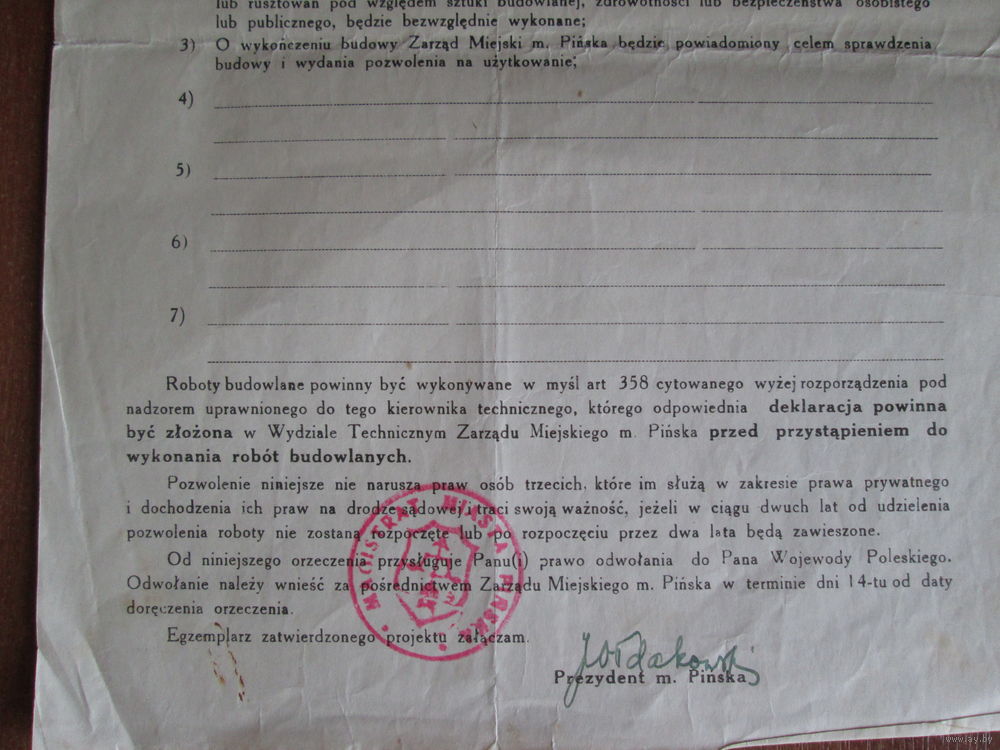 lub rusztowań pod względem sztuki budowlanej, zdrowotności lub bezpieczeństwa osobistego
lub publicznego, będzie bezwzględnie wykonane;
3) O wykończeniu budowy Zarząd Miejski m. Pińska będzie powiadomiony celem sprawdzenia
budowy i wydania pozwolenia na użytkowanie;
4)
5)
6)
7)
Roboty budowlane powinny być wykonywane w myśl art 358 cytowanego wyżej rozporządzenia pod
nadzorem uprawnionego do tego kierownika technicznego, którego odpowiednia deklaracja powinna
być złożona w Wydziale Technicznym Zarządu Miejskiego m. Pińska przed przystąpieniem do
wykonania robót budowlanych.
Pozwolenie niniejsze nie narusza praw osób trzecich, które im służą w zakresie prawa prywatnego
i dochodzenia ich praw na drodze sądowej i traci swoją ważność, jeżeli w ciągu dwuch lat od udzielenia
pozwolenia roboty nie zostaną rozpoczęte lub po rozpoczęciu przez dwa lata będą zawieszone.
Od niniejszego orzeczenia przysługuje Panu(i) prawo odwołania do Pana Wojewody Poleskiego.
Odwołanie należy wnieść za pośrednictwem Zarządu Miejskiego m. Pińska w terminie dni 14-tu od daty
doręczenia orzeczenia.
Egzemplarz zatwierdzonego projektu załączam.
MAGISTRAT MIASTA PIŃSKA
Prezydent m. Pińska
www.ay.by